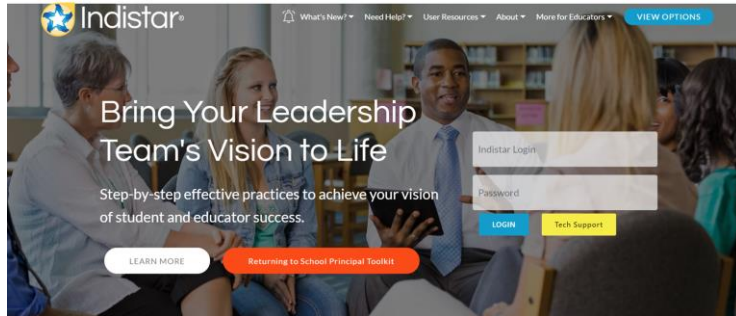 Indistar®
What's New? Need Help? User Resources About More for Educators VIEW OPTIONS
Bring Your Leadership
Team's Vision to Life
Step-by-step effective practices to achieve your vision
of student and educator success.
LEARN MORE Returning to School Principal Toolkit
Indistar Login
Password
LOGIN Tech Support